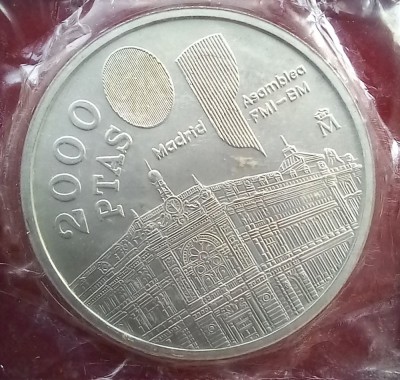 2000
PTAS
Madrid
Asamblea
FMI-BM
M